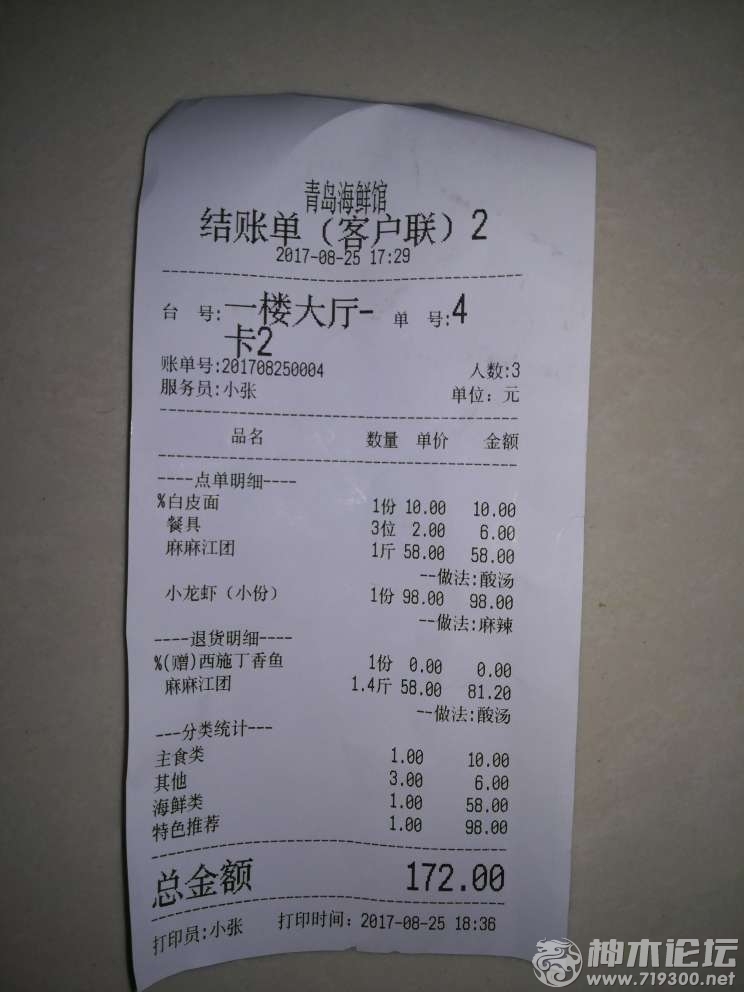 青岛海鲜馆
结账单（客户联）2
2017-08-25 17:29
台 号:一楼大厅- 单 号:4
卡2
账单号:201708250004 人数:3
服务员:小张 单位：元
品名 数量 单价 金额
----点单明细----
%白皮面 1份 10.00 10.00
餐具 3位 2.00 6.00
麻麻江团 1斤 58.00 58.00
--做法:酸汤
小龙虾（小份） 1份 98.00 98.00
--做法:麻辣
----退货明细----
%(赠)西施丁香鱼 1份 0.00 0.00
麻麻江团 1.4斤 58.00 81.20
--做法:酸汤
---分类统计---
主食类 1.00 10.00
其他 3.00 6.00
海鲜类 1.00 58.00
特色推荐 1.00 98.00
总金额 172.00
打印员:小张 打印时间：2017-08-25 18:36
神木论坛
www.719300.net